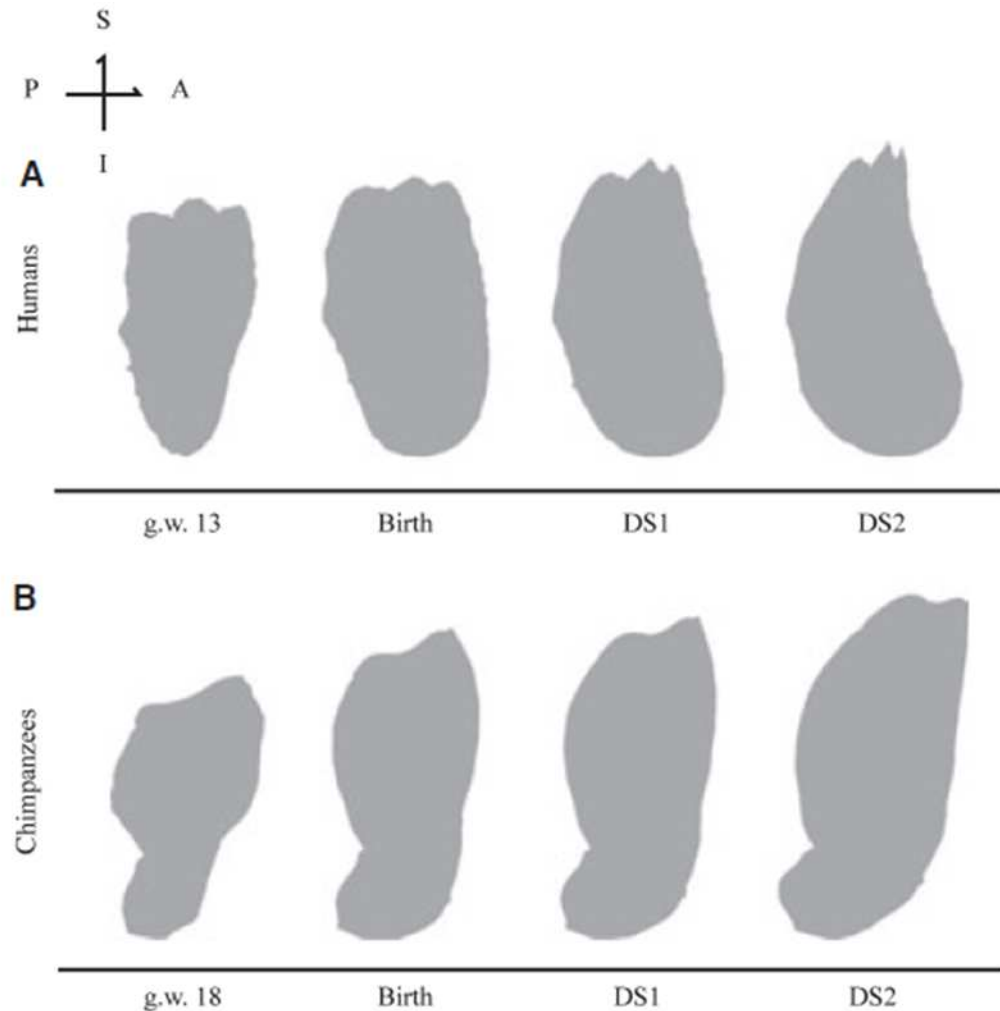 S
P A
I
A
Humans
g.w. 13 Birth DS1 DS2
B
Chimpanzees
g.w. 18 Birth DS1 DS2